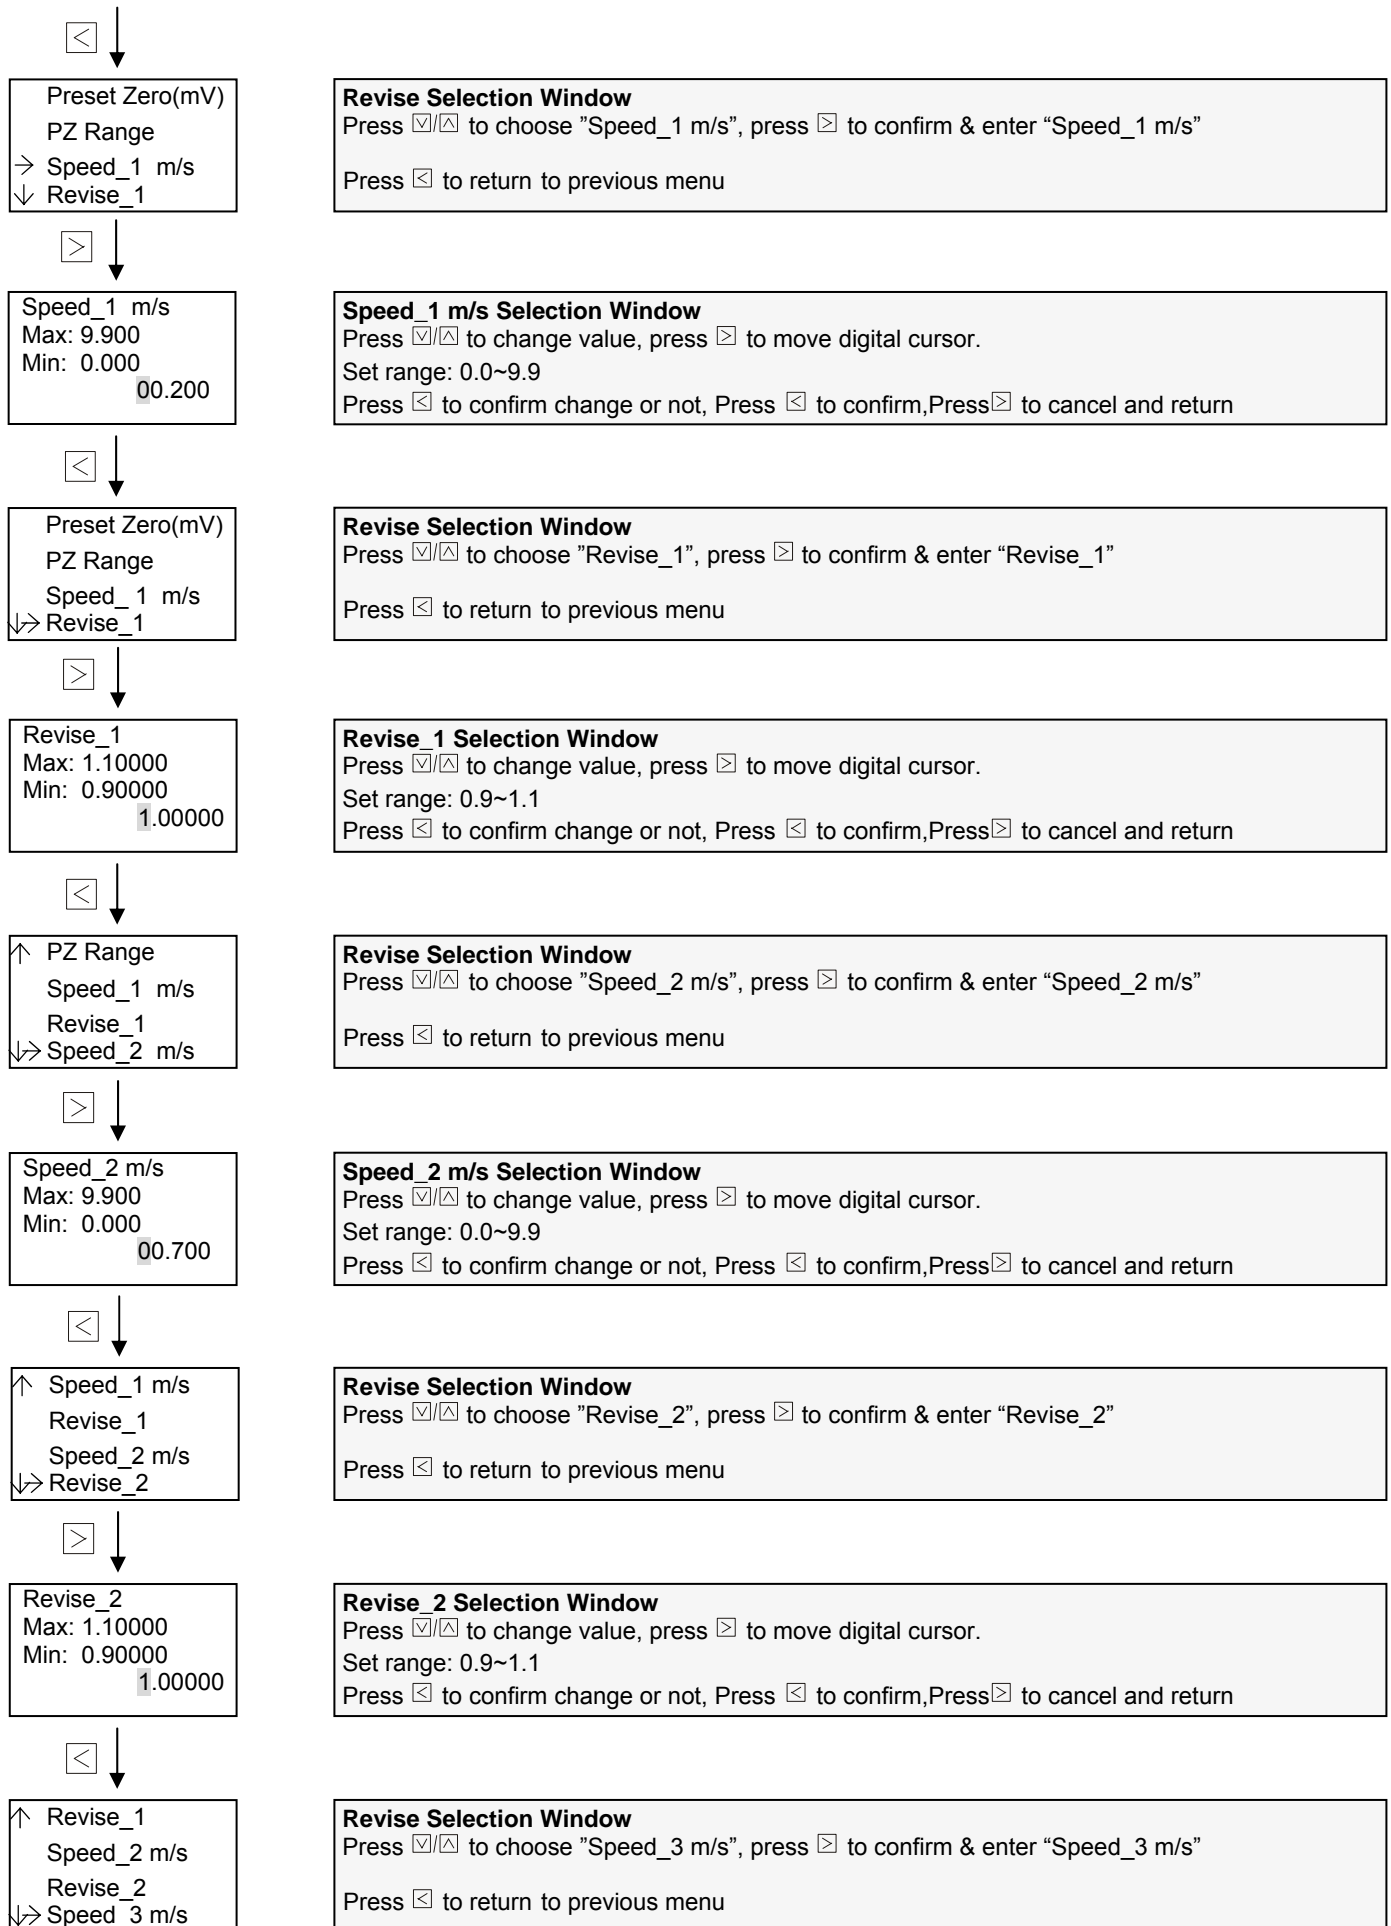 <
Preset Zero(mV)
PZ Range
→ Speed_1 m/s
↓ Revise_1
Revise Selection Window
Press ∨/∧ to choose ”Speed_1 m/s”, press > to confirm & enter “Speed_1 m/s”
Press < to return to previous menu
>
Speed_1 m/s
Max: 9.900
Min: 0.000
00.200
Speed_1 m/s Selection Window
Press ∨/∧ to change value, press > to move digital cursor.
Set range: 0.0~9.9
Press < to confirm change or not, Press < to confirm,Press> to cancel and return
<
Preset Zero(mV)
PZ Range
Speed_ 1 m/s
↓→ Revise_1
Revise Selection Window
Press ∨/∧ to choose ”Revise_1”, press > to confirm & enter “Revise_1”
Press < to return to previous menu
>
Revise_1
Max: 1.10000
Min: 0.90000
1.00000
Revise_1 Selection Window
Press ∨/∧ to change value, press > to move digital cursor.
Set range: 0.9~1.1
Press < to confirm change or not, Press < to confirm,Press> to cancel and return
<
↑ PZ Range
Speed_1 m/s
Revise_1
↓→ Speed_2 m/s
Revise Selection Window
Press ∨/∧ to choose ”Speed_2 m/s”, press > to confirm & enter “Speed_2 m/s”
Press < to return to previous menu
>
Speed_2 m/s
Max: 9.900
Min: 0.000
00.700
Speed_2 m/s Selection Window
Press ∨/∧ to change value, press > to move digital cursor.
Set range: 0.0~9.9
Press < to confirm change or not, Press < to confirm,Press> to cancel and return
<
↑ Speed_1 m/s
Revise_1
Speed_2 m/s
↓→ Revise_2
Revise Selection Window
Press ∨/∧ to choose ”Revise_2”, press > to confirm & enter “Revise_2”
Press < to return to previous menu
>
Revise_2
Max: 1.10000
Min: 0.90000
1.00000
Revise_2 Selection Window
Press ∨/∧ to change value, press > to move digital cursor.
Set range: 0.9~1.1
Press < to confirm change or not, Press < to confirm,Press> to cancel and return
<
↑ Revise_1
Speed_2 m/s
Revise_2
↓→ Speed 3 m/s
Revise Selection Window
Press ∨/∧ to choose ”Speed_3 m/s”, press > to confirm & enter “Speed_3 m/s”
Press < to return to previous menu